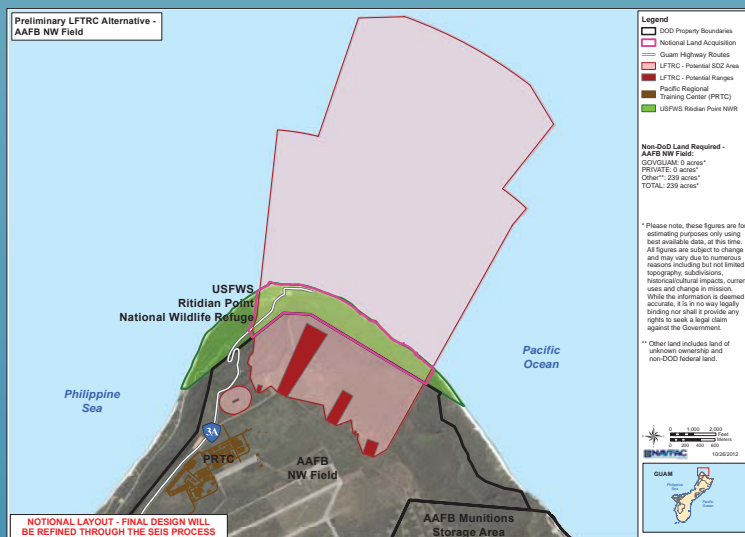 Preliminary LFTRC Alternative -
AAFB NW Field
Legend
DOD Property Boundaries
Notional Land Acquisition
Guam Highway Routes
LFTRC - Potential SDZ Area
LFTRC - Potential Ranges
Pacific Regional
Training Center (PRTC)
USFWS Ritidian Point NWR
Non-DoD Land Required -
AAFB NW Field:
GOVGUAM: 0 acres*
PRIVATE: 0 acres*
Other**: 239 acres*
TOTAL: 239 acres*
* Please note, these figures are for
estimating purposes only using
best available data, at this time.
All figures are subject to change
and may vary due to numerous
reasons including but not limited
topography, subdivisions,
historical/cultural impacts, current
uses and change in mission.
While the information is deemed
accurate, it is in no way legally
binding nor shall it provide any
rights to seek a legal claim
against the Government.
** Other land includes land of
unknown ownership and
non-DOD federal land.
USFWS
Ritidian Point
National Wildlife Refuge
Pacific
Ocean
Philippine
Sea
3A
PRTC
AAFB
NW Field
AAFB Munitions
Storage Area
NOTIONAL LAYOUT - FINAL DESIGN WILL
BE REFINED THROUGH THE SEIS PROCESS
0 1,000 2,000
Feet
Meters
0 200 400 600
NAVFAC
10/26/2012
GUAM
Philippine
Sea
Pacific
Ocean